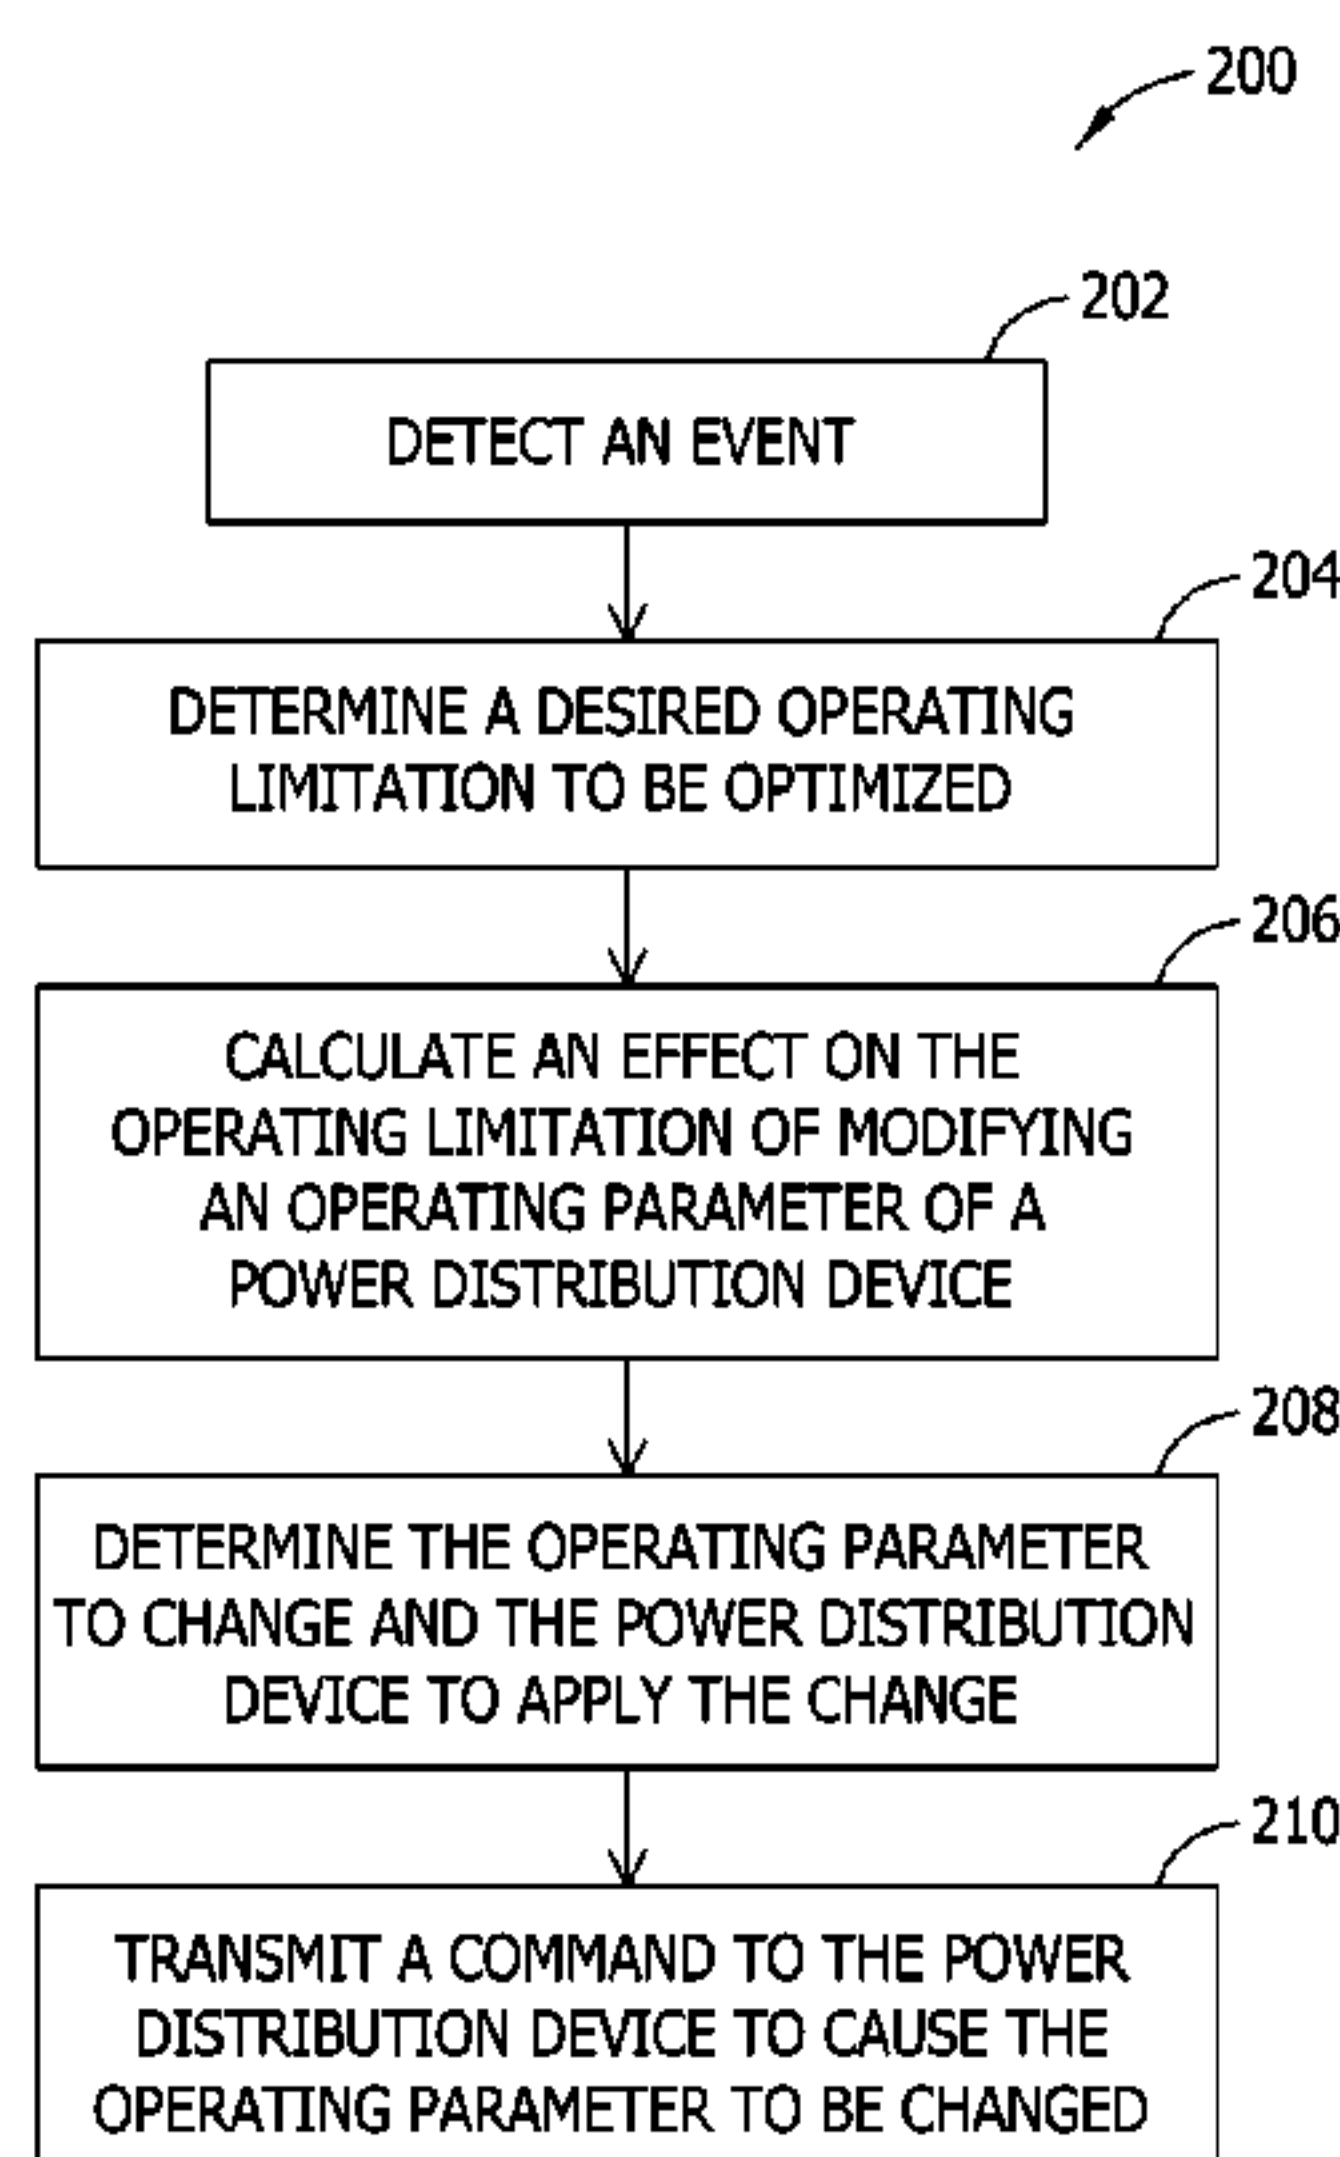 200
202
DETECT AN EVENT
204
DETERMINE A DESIRED OPERATING
LIMITATION TO BE OPTIMIZED
206
CALCULATE AN EFFECT ON THE
OPERATING LIMITATION OF MODIFYING
AN OPERATING PARAMETER OF A
POWER DISTRIBUTION DEVICE
208
DETERMINE THE OPERATING PARAMETER
TO CHANGE AND THE POWER DISTRIBUTION
DEVICE TO APPLY THE CHANGE
210
TRANSMIT A COMMAND TO THE POWER
DISTRIBUTION DEVICE TO CAUSE THE
OPERATING PARAMETER TO BE CHANGED